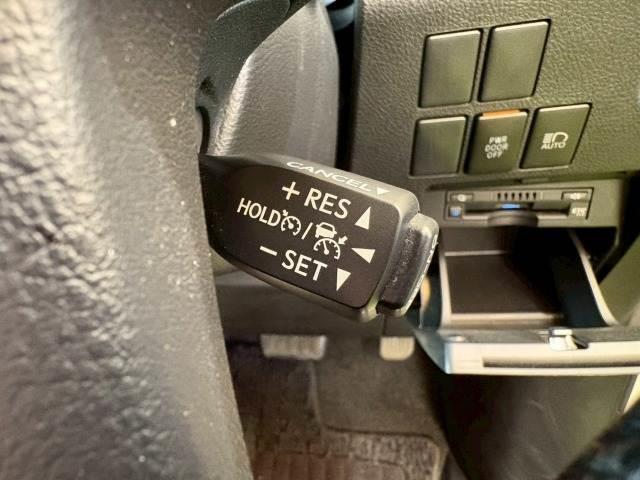 CANCEL
+ RES
HOLD /
- SET
PWR
DOOR
OFF
AUTO